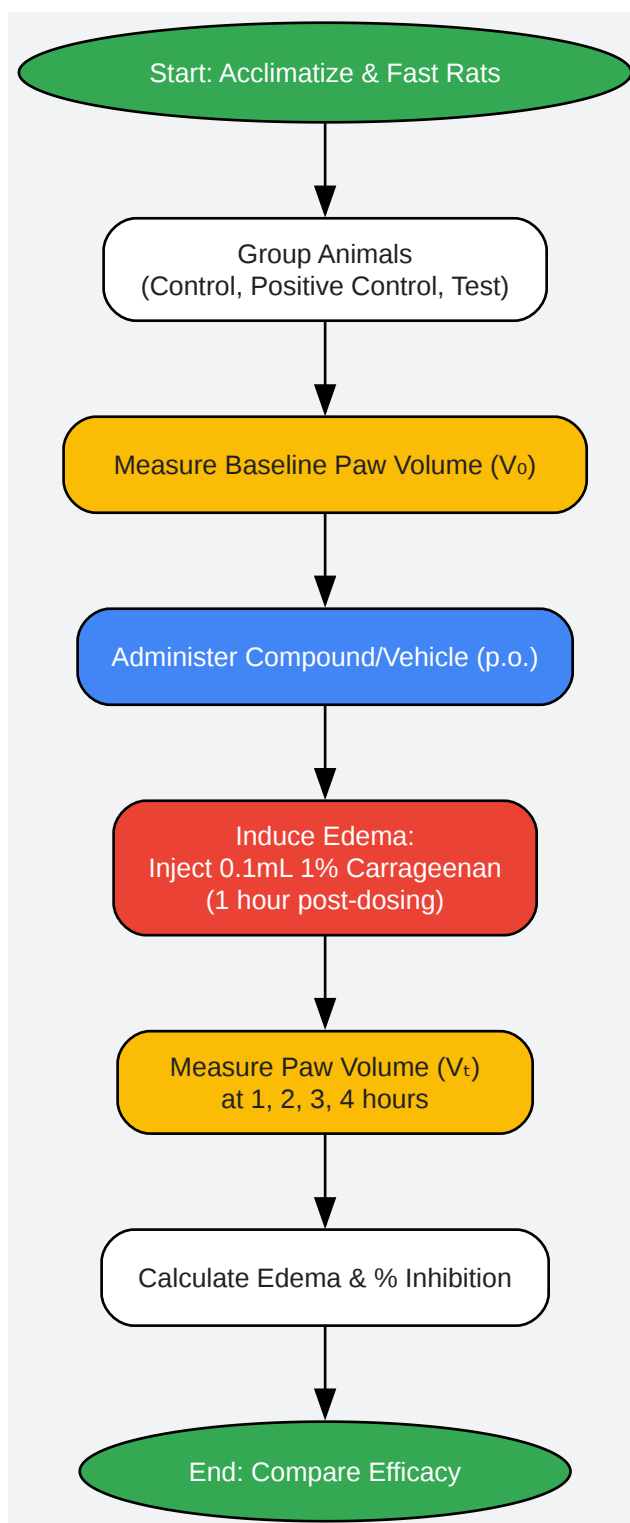 Start: Acclimatize & Fast Rats
Group Animals
(Control, Positive Control, Test)
Measure Baseline Paw Volume (V₀)
Administer Compound/Vehicle (p.o.)
Induce Edema:
Inject 0.1mL 1% Carrageenan
(1 hour post-dosing)
Measure Paw Volume (Vₜ)
at 1, 2, 3, 4 hours
Calculate Edema & % Inhibition
End: Compare Efficacy